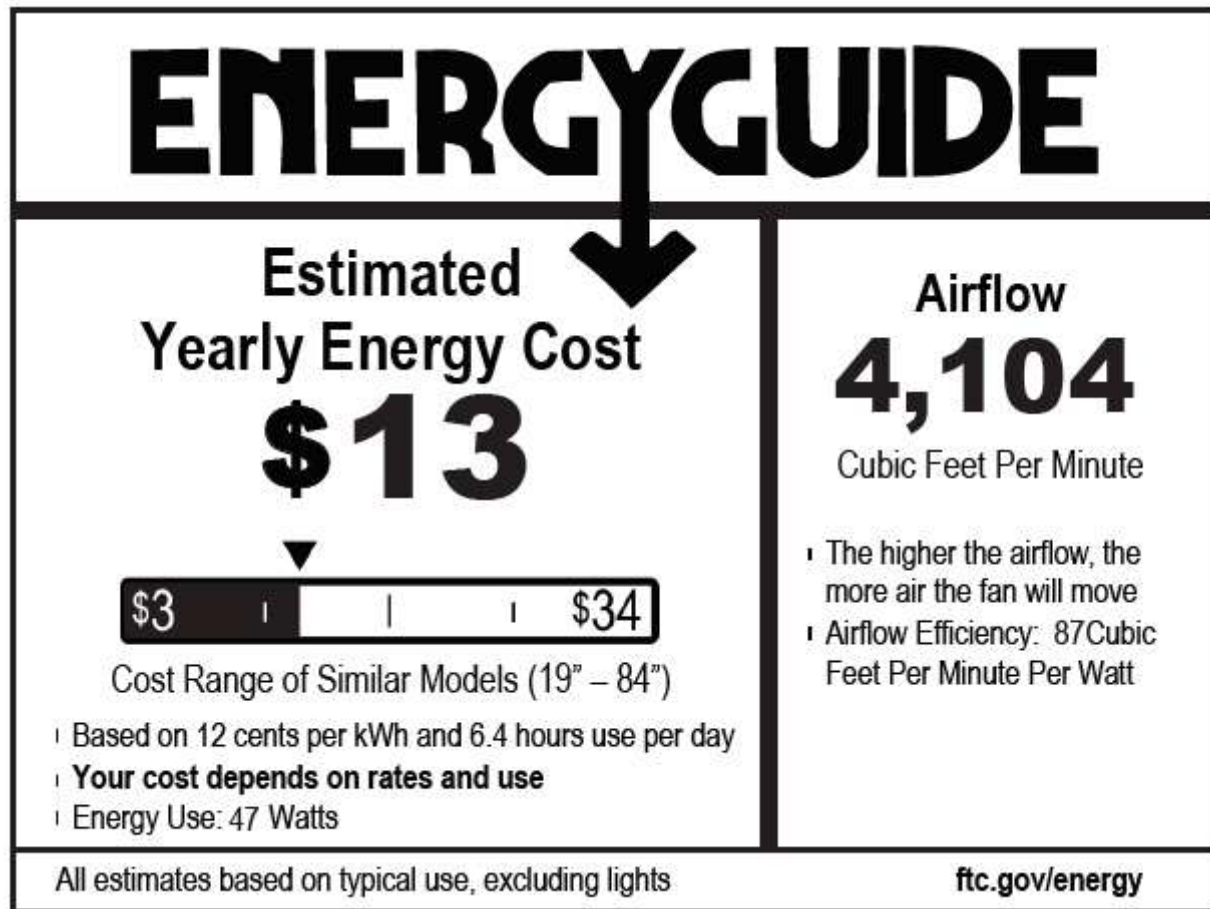 ENERGYGUIDE
Estimated
Yearly Energy Cost
$13
$3
$34
Cost Range of Similar Models (19” – 84”)
Based on 12 cents per kWh and 6.4 hours use per day
Your cost depends on rates and use
Energy Use: 47 Watts
Airflow
4,104
Cubic Feet Per Minute
The higher the airflow, the
more air the fan will move
Airflow Efficiency: 87Cubic
Feet Per Minute Per Watt
All estimates based on typical use, excluding lights
ftc.gov/energy